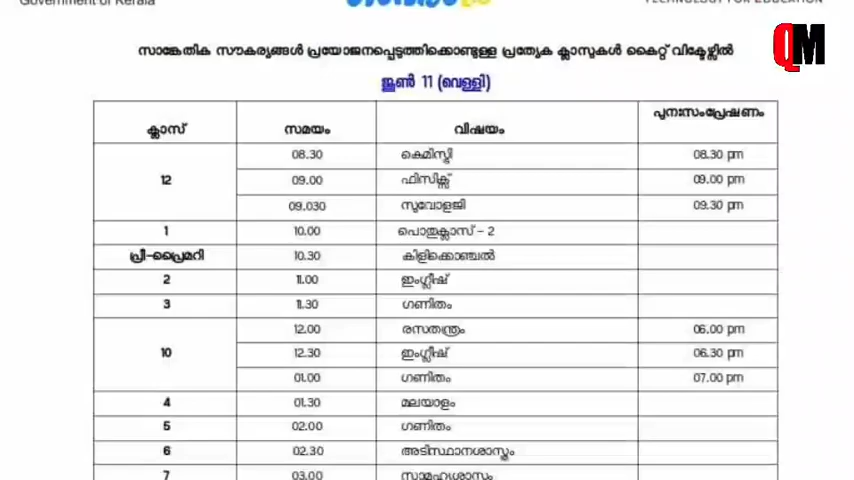 Government of Kerala
TECHNOLOGY FOR EDUCATION
QM
സാങ്കേതിക സൗകര്യങ്ങൾ പ്രയോജനപ്പെടുത്തിക്കൊണ്ടുള്ള പ്രത്യേക ക്ലാസുകൾ കൈറ്റ് വിക്ടേഴ്സിൽ
ജൂൺ 11 (വെള്ളി)
ക്ലാസ് സമയം വിഷയം പുനഃസംപ്രേഷണം
08.30 കെമിസ്ട്രി 08.30 pm
12 09.00 ഫിസിക്സ് 09.00 pm
09.030 സുവോളജി 09.30 pm
1 10.00 പൊതുക്ലാസ് - 2
പ്രീ-പ്രൈമറി 10.30 കിളിക്കൊഞ്ചൽ
2 11.00 ഇംഗ്ലീഷ്
3 11.30 ഗണിതം
12.00 രസതന്ത്രം 06.00 pm
10 12.30 ഇംഗ്ലീഷ് 06.30 pm
01.00 ഗണിതം 07.00 pm
4 01.30 മലയാളം
5 02.00 ഗണിതം
6 02.30 അടിസ്ഥാനശാസ്ത്രം
7 03.00 സാമൂഹ്യശാസ്ത്രം